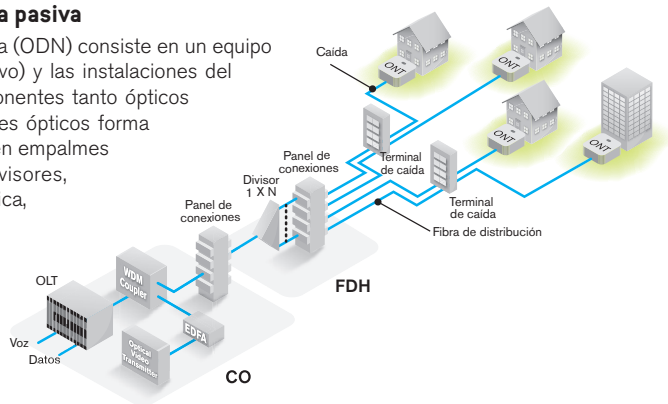 a pasiva
a (ODN) consiste en un equipo
vo) y las instalaciones del
onentes tanto ópticos
es ópticos forma
en empalmes
visores,
ica,
Caída
ONT
ONT
ONT
ONT
Terminal
de caída
Terminal
de caída
Fibra de distribución
Panel de
conexiones
Divisor
1 X N
FDH
Panel de
conexiones
OLT
WDM
Coupler
EDFA
Optical
Video
Transmitter
Voz
Datos
CO